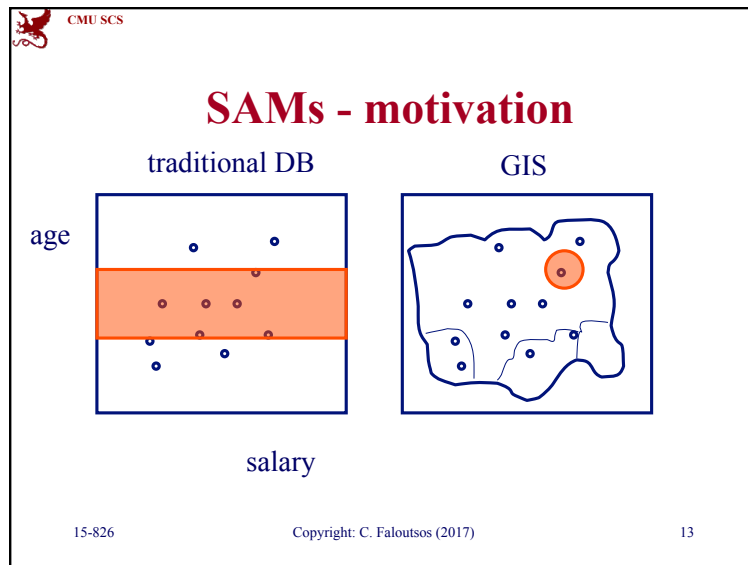 CMU SCS
SAMs - motivation
traditional DB
GIS
age
salary
15-826
Copyright: C. Faloutsos (2017)
13